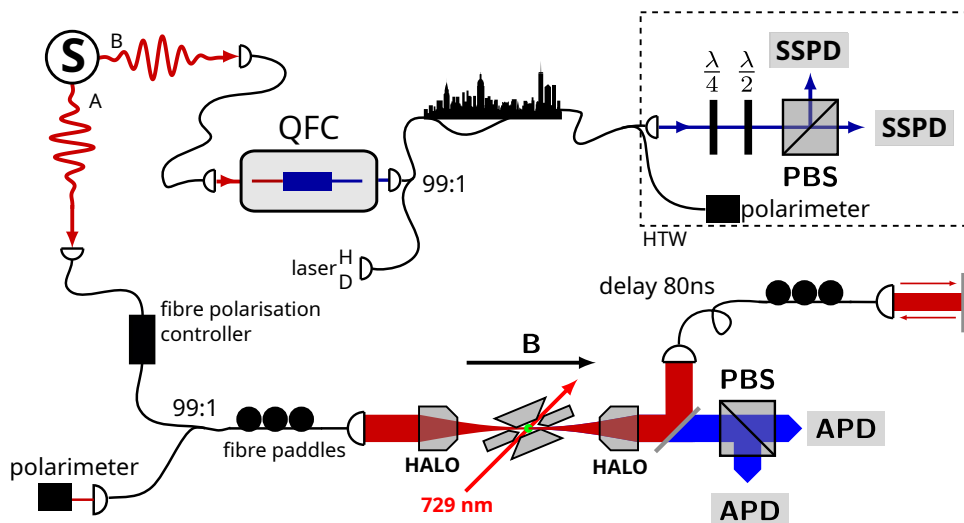 S
B
A
QFC
99:1
laser
H
D
λ/4
λ/2
SSPD
SSPD
PBS
polarimeter
HTW
fibre polarisation
controller
99:1
fibre paddles
polarimeter
B
HALO
729 nm
HALO
delay 80ns
PBS
APD
APD